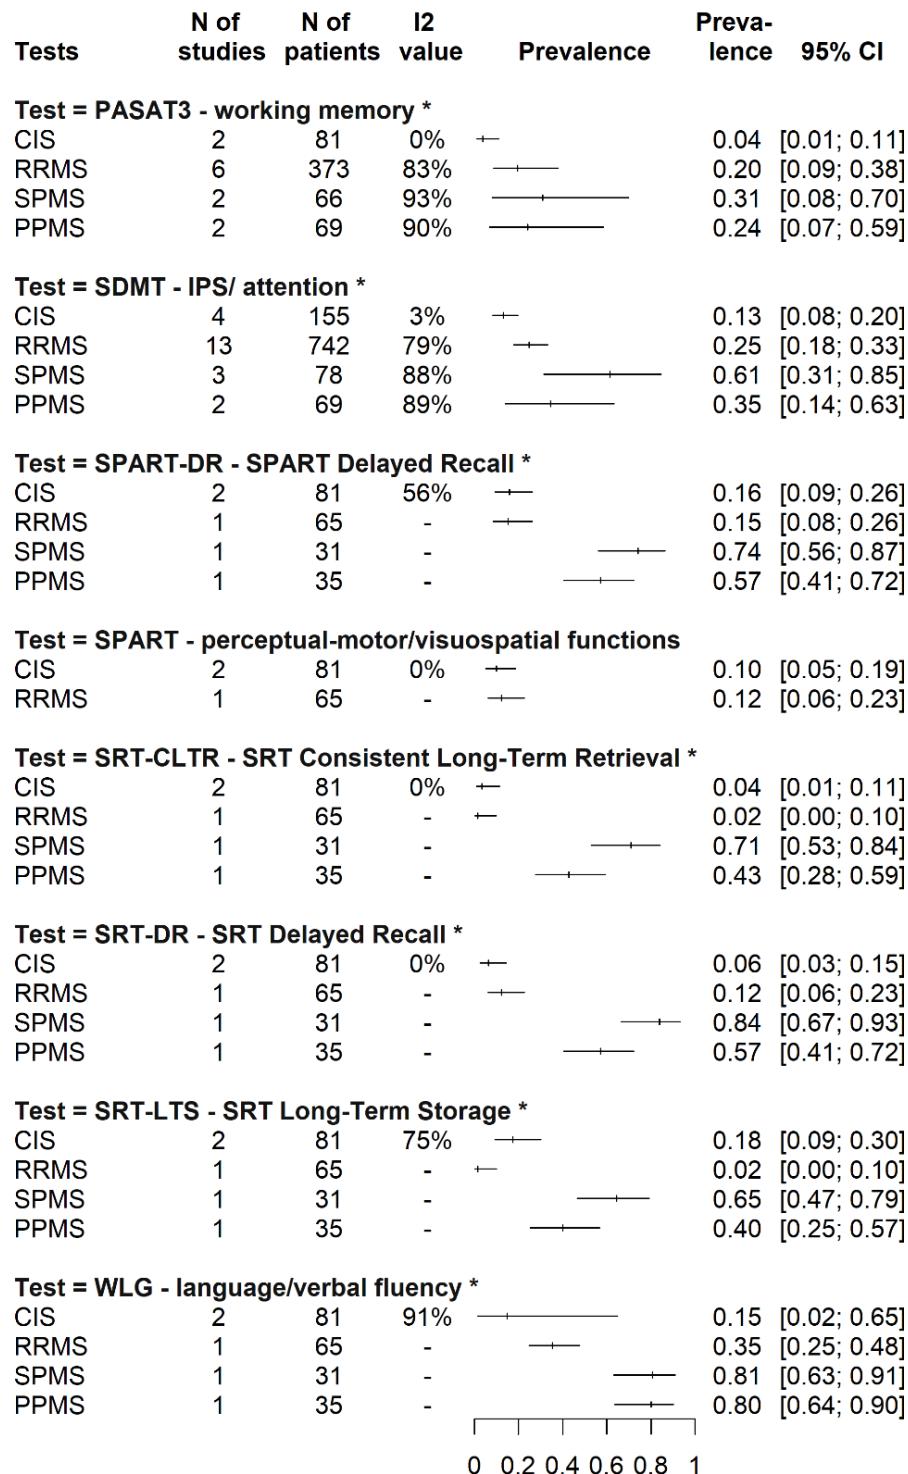 Tests N of studies N of patients I2 value Prevalence Preva-lence 95% CI
Test = PASAT3 - working memory *
CIS 2 81 0% 0.04 [0.01; 0.11]
RRMS 6 373 83% 0.20 [0.09; 0.38]
SPMS 2 66 93% 0.31 [0.08; 0.70]
PPMS 2 69 90% 0.24 [0.07; 0.59]
Test = SDMT - IPS/ attention *
CIS 4 155 3% 0.13 [0.08; 0.20]
RRMS 13 742 79% 0.25 [0.18; 0.33]
SPMS 3 78 88% 0.61 [0.31; 0.85]
PPMS 2 69 89% 0.35 [0.14; 0.63]
Test = SPART-DR - SPART Delayed Recall *
CIS 2 81 56% 0.16 [0.09; 0.26]
RRMS 1 65 - 0.15 [0.08; 0.26]
SPMS 1 31 - 0.74 [0.56; 0.87]
PPMS 1 35 - 0.57 [0.41; 0.72]
Test = SPART - perceptual-motor/visuospatial functions
CIS 2 81 0% 0.10 [0.05; 0.19]
RRMS 1 65 - 0.12 [0.06; 0.23]
Test = SRT-CLTR - SRT Consistent Long-Term Retrieval *
CIS 2 81 0% 0.04 [0.01; 0.11]
RRMS 1 65 - 0.02 [0.00; 0.10]
SPMS 1 31 - 0.71 [0.53; 0.84]
PPMS 1 35 - 0.43 [0.28; 0.59]
Test = SRT-DR - SRT Delayed Recall *
CIS 2 81 0% 0.06 [0.03; 0.15]
RRMS 1 65 - 0.12 [0.06; 0.23]
SPMS 1 31 - 0.84 [0.67; 0.93]
PPMS 1 35 - 0.57 [0.41; 0.72]
Test = SRT-LTS - SRT Long-Term Storage *
CIS 2 81 75% 0.18 [0.09; 0.30]
RRMS 1 65 - 0.02 [0.00; 0.10]
SPMS 1 31 - 0.65 [0.47; 0.79]
PPMS 1 35 - 0.40 [0.25; 0.57]
Test = WLG - language/verbal fluency *
CIS 2 81 91% 0.15 [0.02; 0.65]
RRMS 1 65 - 0.35 [0.25; 0.48]
SPMS 1 31 - 0.81 [0.63; 0.91]
PPMS 1 35 - 0.80 [0.64; 0.90]
0 0.2 0.4 0.6 0.8 1